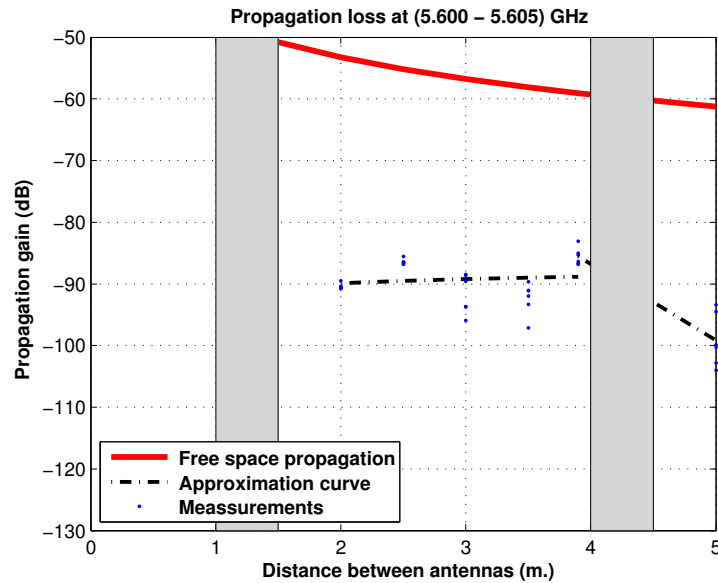 Propagation loss at (5.600 − 5.605) GHz
Propagation gain (dB)
−50
−60
−70
−80
−90
−100
−110
−120
−130
Free space propagation
Approximation curve
Meassurements
0
1
2
3
4
5
Distance between antennas (m.)